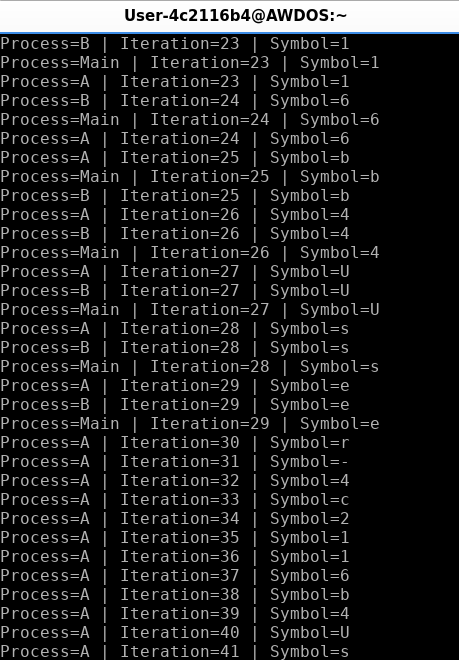 User-4c2116b4@AWDOS:~
Process=B | Iteration=23 | Symbol=1
Process=Main | Iteration=23 | Symbol=1
Process=A | Iteration=23 | Symbol=1
Process=B | Iteration=24 | Symbol=6
Process=Main | Iteration=24 | Symbol=6
Process=A | Iteration=24 | Symbol=6
Process=A | Iteration=25 | Symbol=b
Process=Main | Iteration=25 | Symbol=b
Process=B | Iteration=25 | Symbol=b
Process=A | Iteration=26 | Symbol=4
Process=B | Iteration=26 | Symbol=4
Process=Main | Iteration=26 | Symbol=4
Process=A | Iteration=27 | Symbol=U
Process=B | Iteration=27 | Symbol=U
Process=Main | Iteration=27 | Symbol=U
Process=A | Iteration=28 | Symbol=s
Process=B | Iteration=28 | Symbol=s
Process=Main | Iteration=28 | Symbol=s
Process=A | Iteration=29 | Symbol=e
Process=B | Iteration=29 | Symbol=e
Process=Main | Iteration=29 | Symbol=e
Process=A | Iteration=30 | Symbol=r
Process=A | Iteration=31 | Symbol=-
Process=A | Iteration=32 | Symbol=4
Process=A | Iteration=33 | Symbol=c
Process=A | Iteration=34 | Symbol=2
Process=A | Iteration=35 | Symbol=1
Process=A | Iteration=36 | Symbol=1
Process=A | Iteration=37 | Symbol=6
Process=A | Iteration=38 | Symbol=b
Process=A | Iteration=39 | Symbol=4
Process=A | Iteration=40 | Symbol=U
Process=A | Iteration=41 | Symbol=s